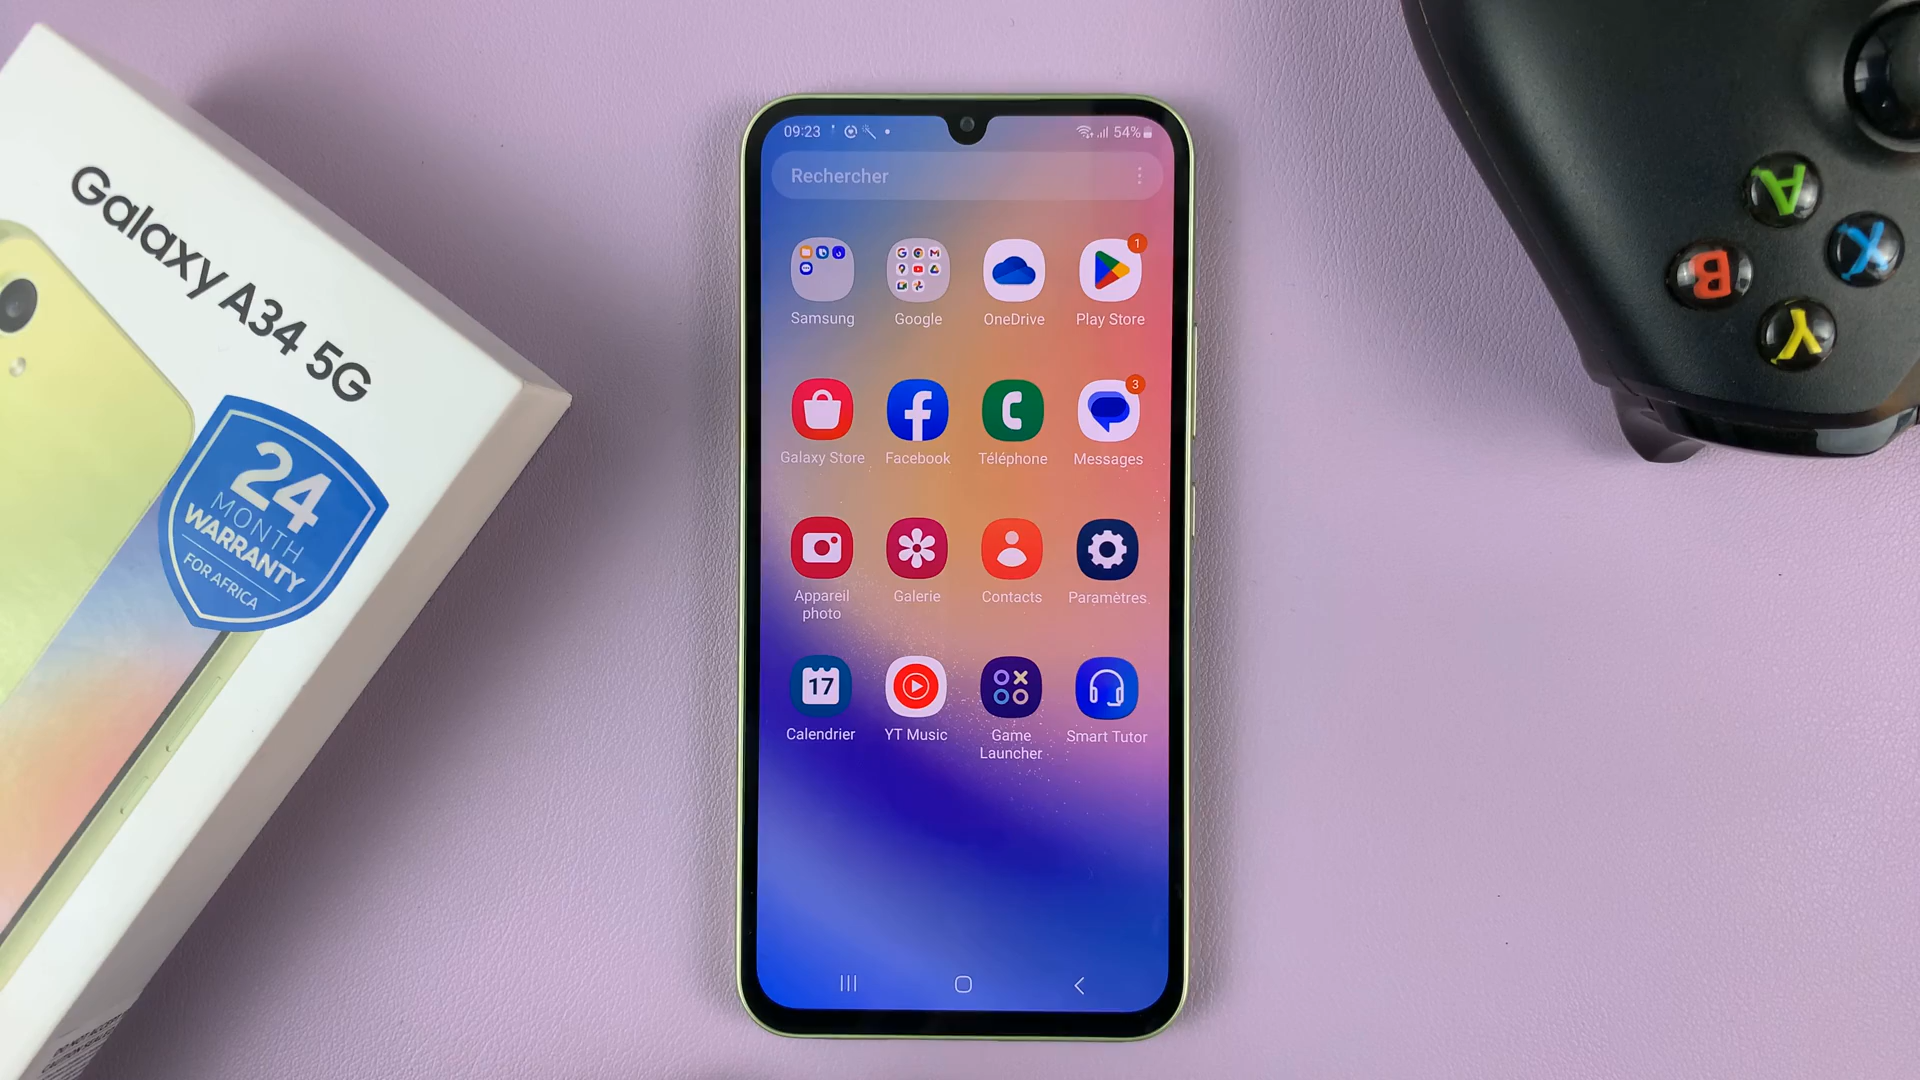 Galaxy A34 5G
24
MONTH
WARRANTY
FOR AFRICA
09:23
54%
Rechercher
Samsung
Google
OneDrive
1
Play Store
Galaxy Store
Facebook
Téléphone
3
Messages
Appareil
photo
Galerie
Contacts
Paramètres
17
Calendrier
YT Music
Game
Launcher
Smart Tutor
A
B
X
Y